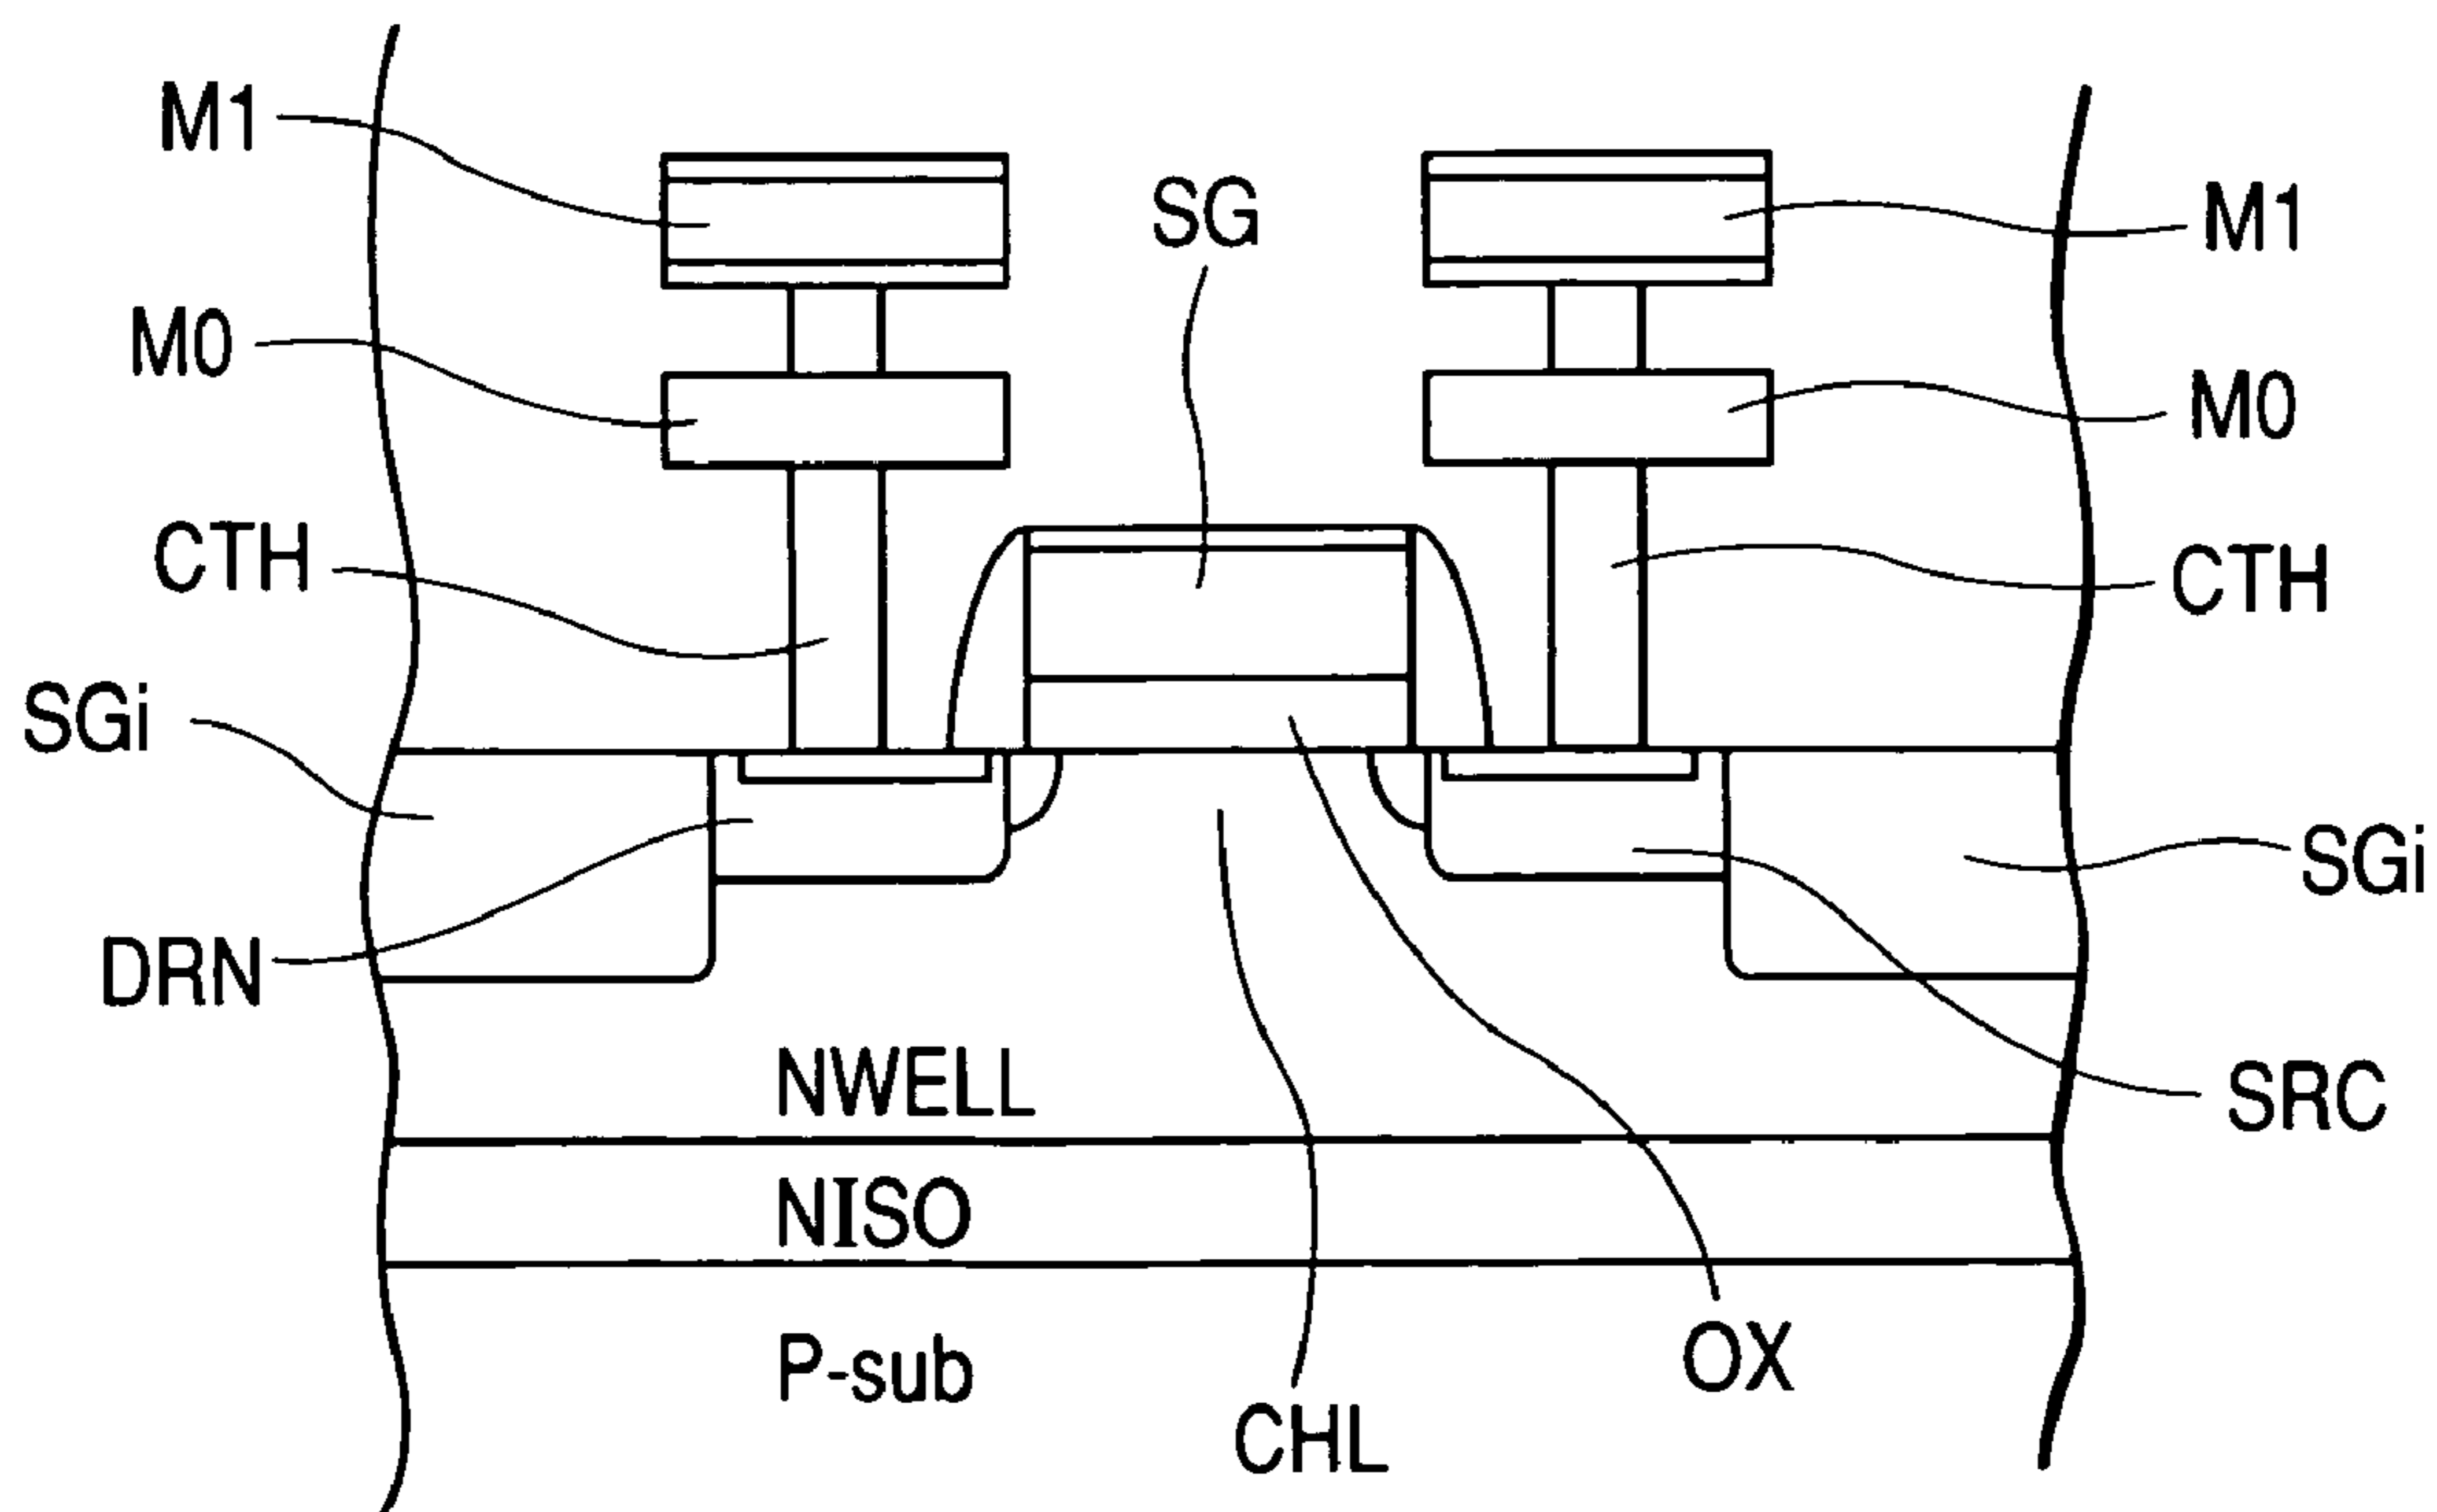 M1
SG
M1
M0
M0
CTH
CTH
SGi
SGi
DRN
NWELL
SRC
NISO
P-sub
OX
CHL